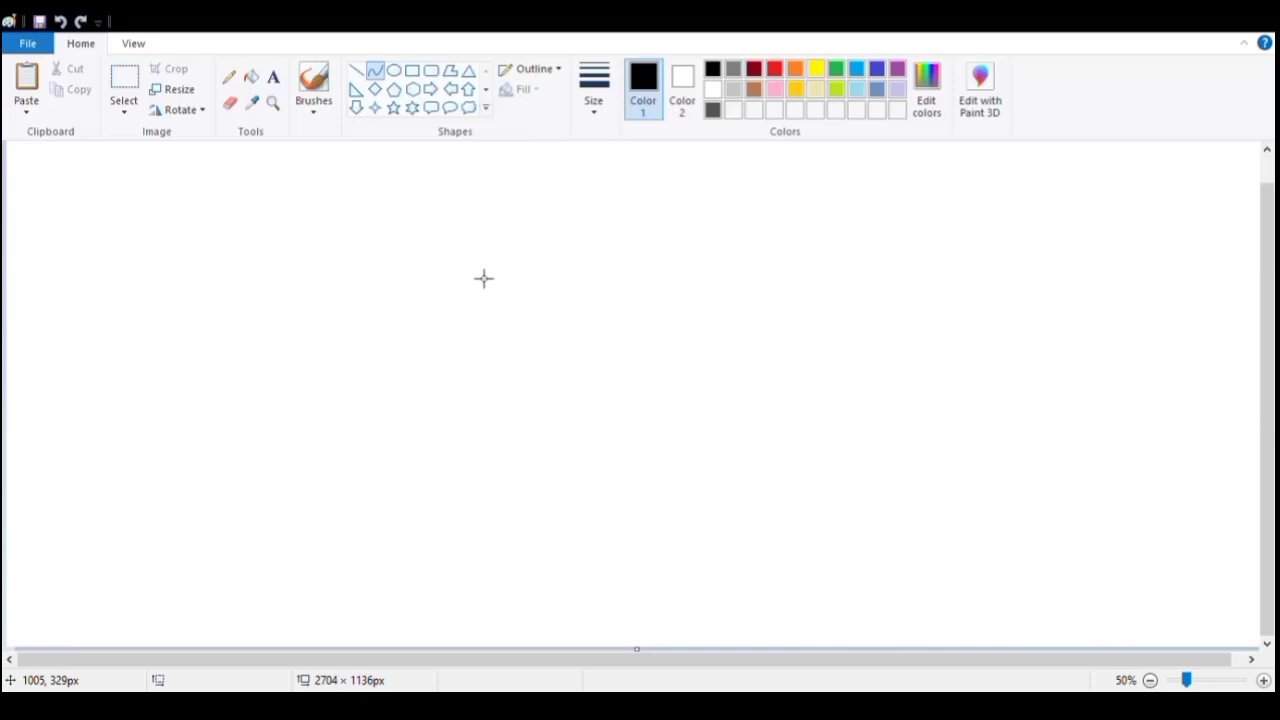 File Home View
Paste
Cut
Copy
Clipboard
Select
Crop
Resize
Rotate
Image
A
Tools
Brushes
Shapes
Outline
Fill
Size
Color 1
Color 2
Edit colors
Colors
Edit with Paint 3D
1005, 329px
2704 × 1136px
50%